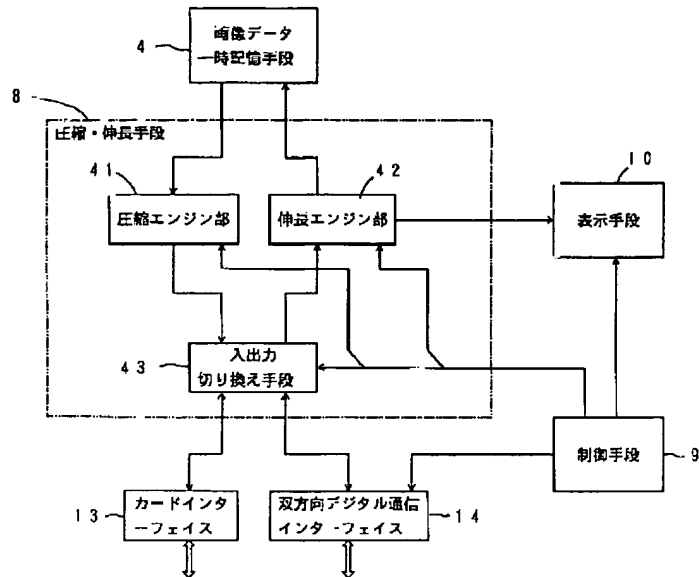 画像データ
一時記憶手段
4
8
圧縮・伸長手段
41
圧縮エンジン部
42
伸長エンジン部
10
表示手段
43
入出力
切り換え手段
制御手段
9
13
カードインタ
ーフェイス
双方向デジタル通信
インターフェイス
14